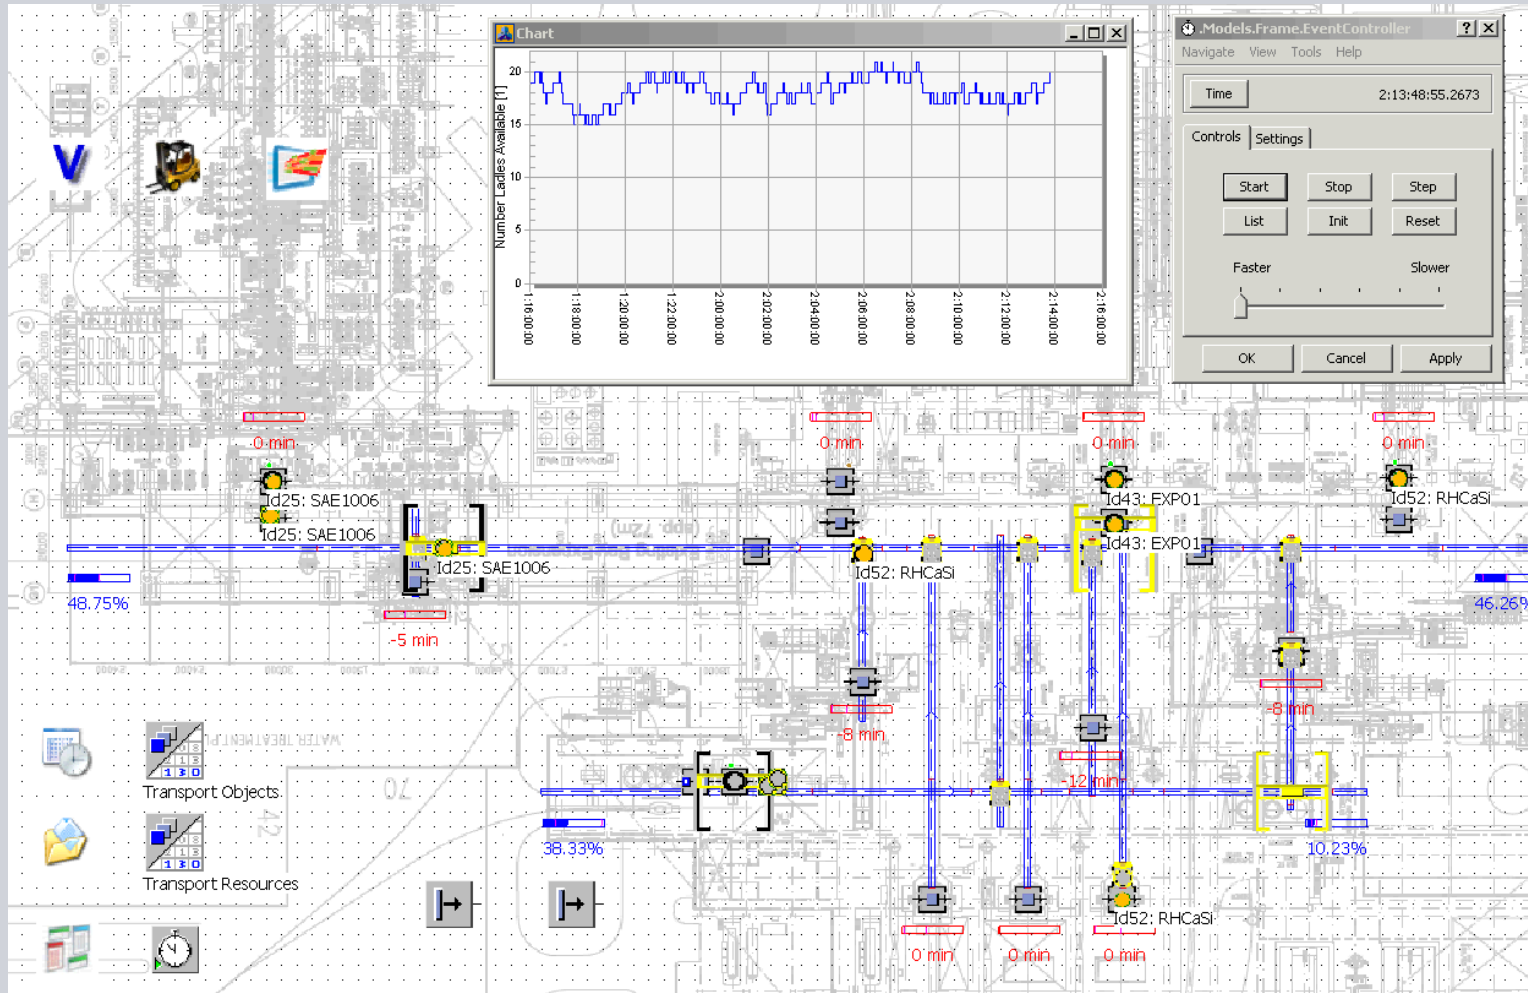 Chart
.Models.Frame.EventController
Navigate View Tools Help
Time 2:13:48:55.2673
Controls Settings
Start Stop Step
List Init Reset
Faster Slower
OK Cancel Apply
Number Ladles Available [1]
20
15
10
5
0
1:16:00:00
1:18:00:00
1:20:00:00
1:22:00:00
2:00:00:00
2:02:00:00
2:04:00:00
2:06:00:00
2:08:00:00
2:10:00:00
2:12:00:00
2:14:00:00
2:16:00:00
V
0 min
0 min
0 min
0 min
Id25: SAE1006
Id43: EXP01
Id52: RHCaSi
Id25: SAE1006
Id43: EXP01
Id25: SAE1006
Id52: RHCaSi
48.75%
46.26%
-5 min
-8 min
-8 min
-12 min
Transport Objects
38.33%
10.23%
Transport Resources
Id52: RHCaSi
0 min
0 min
0 min